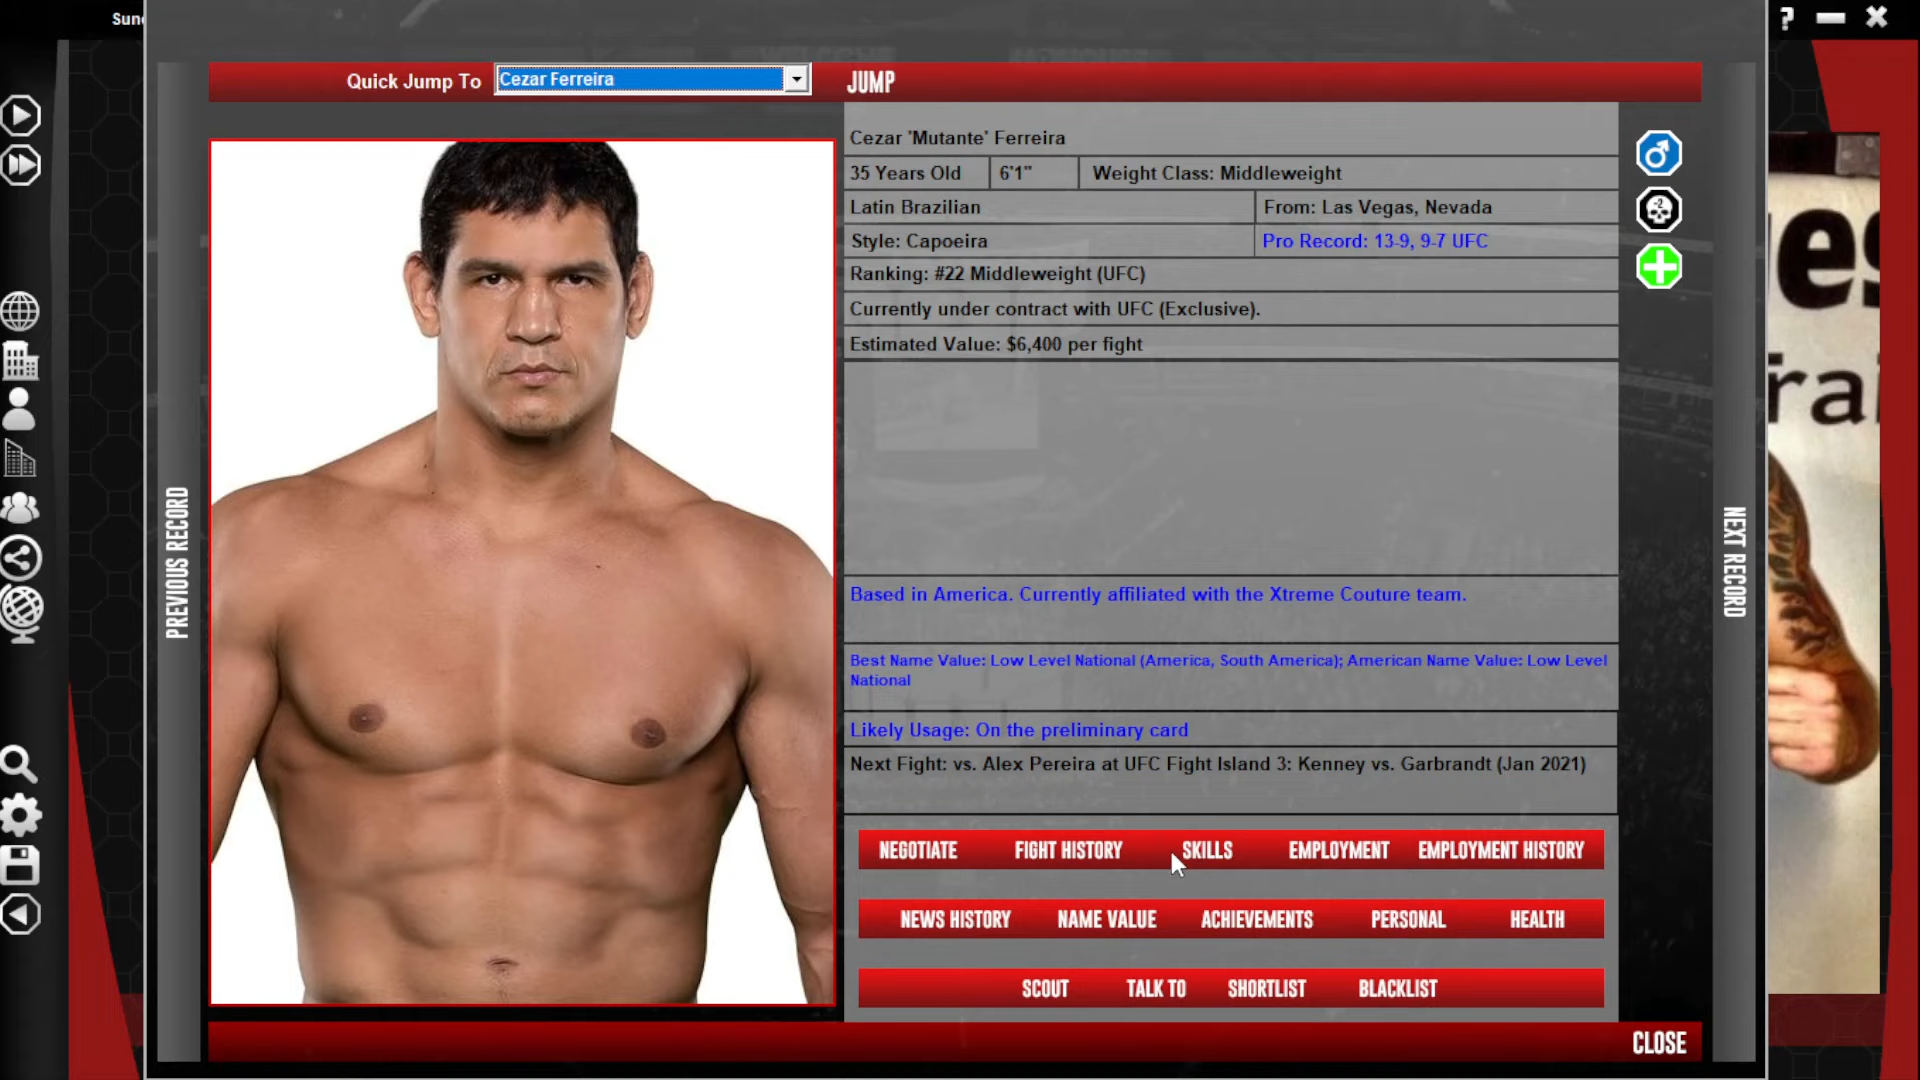 Sun
?
Quick Jump To
Cezar Ferreira
JUMP
Cezar 'Mutante' Ferreira
35 Years Old
6'1"
Weight Class: Middleweight
Latin Brazilian
From: Las Vegas, Nevada
Style: Capoeira
Pro Record: 13-9, 9-7 UFC
Ranking: #22 Middleweight (UFC)
Currently under contract with UFC (Exclusive).
Estimated Value: $6,400 per fight
-2
PREVIOUS RECORD
NEXT RECORD
Based in America. Currently affiliated with the Xtreme Couture team.
Best Name Value: Low Level National (America, South America); American Name Value: Low Level
National
Likely Usage: On the preliminary card
Next Fight: vs. Alex Pereira at UFC Fight Island 3: Kenney vs. Garbrandt (Jan 2021)
NEGOTIATE
FIGHT HISTORY
SKILLS
EMPLOYMENT
EMPLOYMENT HISTORY
NEWS HISTORY
NAME VALUE
ACHIEVEMENTS
PERSONAL
HEALTH
SCOUT
TALK TO
SHORTLIST
BLACKLIST
CLOSE